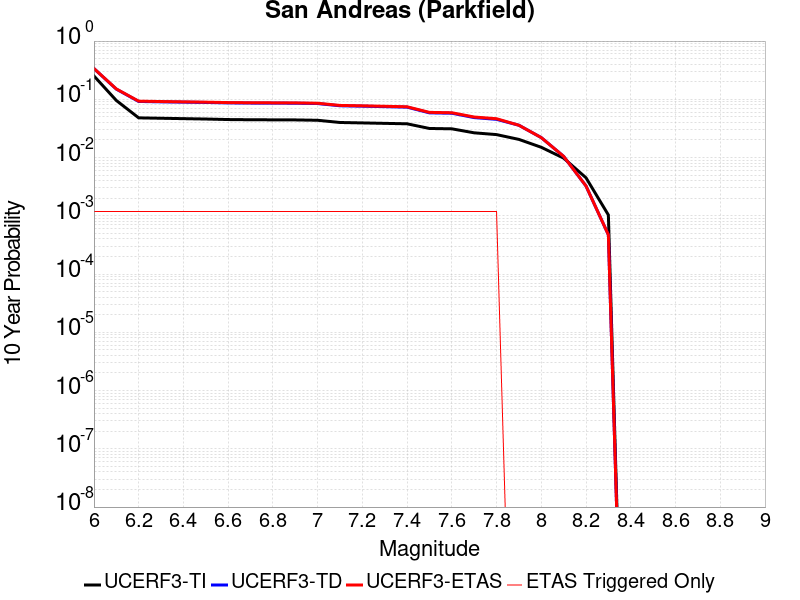 San Andreas (Parkfield)
10^0
10^-1
10^-2
10^-3
10^-4
10^-5
10^-6
10^-7
10^-8
10 Year Probability
6 6.2 6.4 6.6 6.8 7 7.2 7.4 7.6 7.8 8 8.2 8.4 8.6 8.8 9
Magnitude
UCERF3-TI UCERF3-TD UCERF3-ETAS ETAS Triggered Only